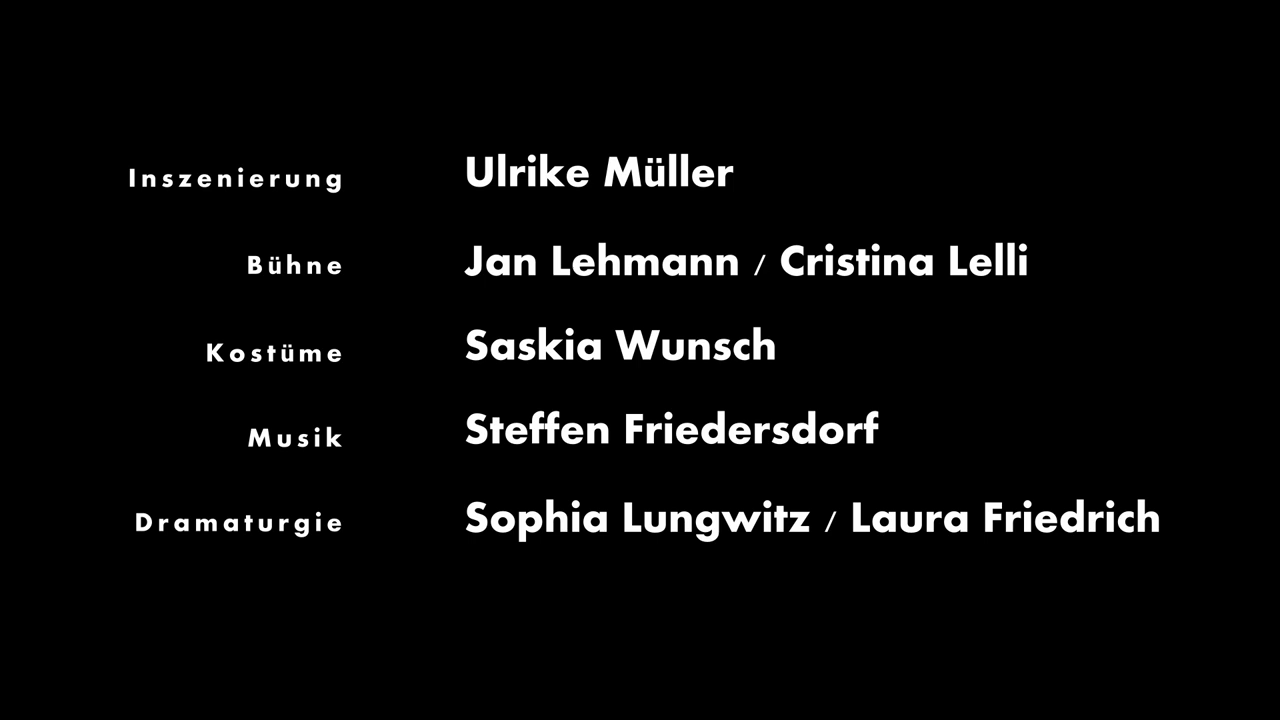 Inszenierung Ulrike Müller
Bühne Jan Lehmann / Cristina Lelli
Kostüme Saskia Wunsch
Musik Steffen Friedersdorf
Dramaturgie Sophia Lungwitz / Laura Friedrich